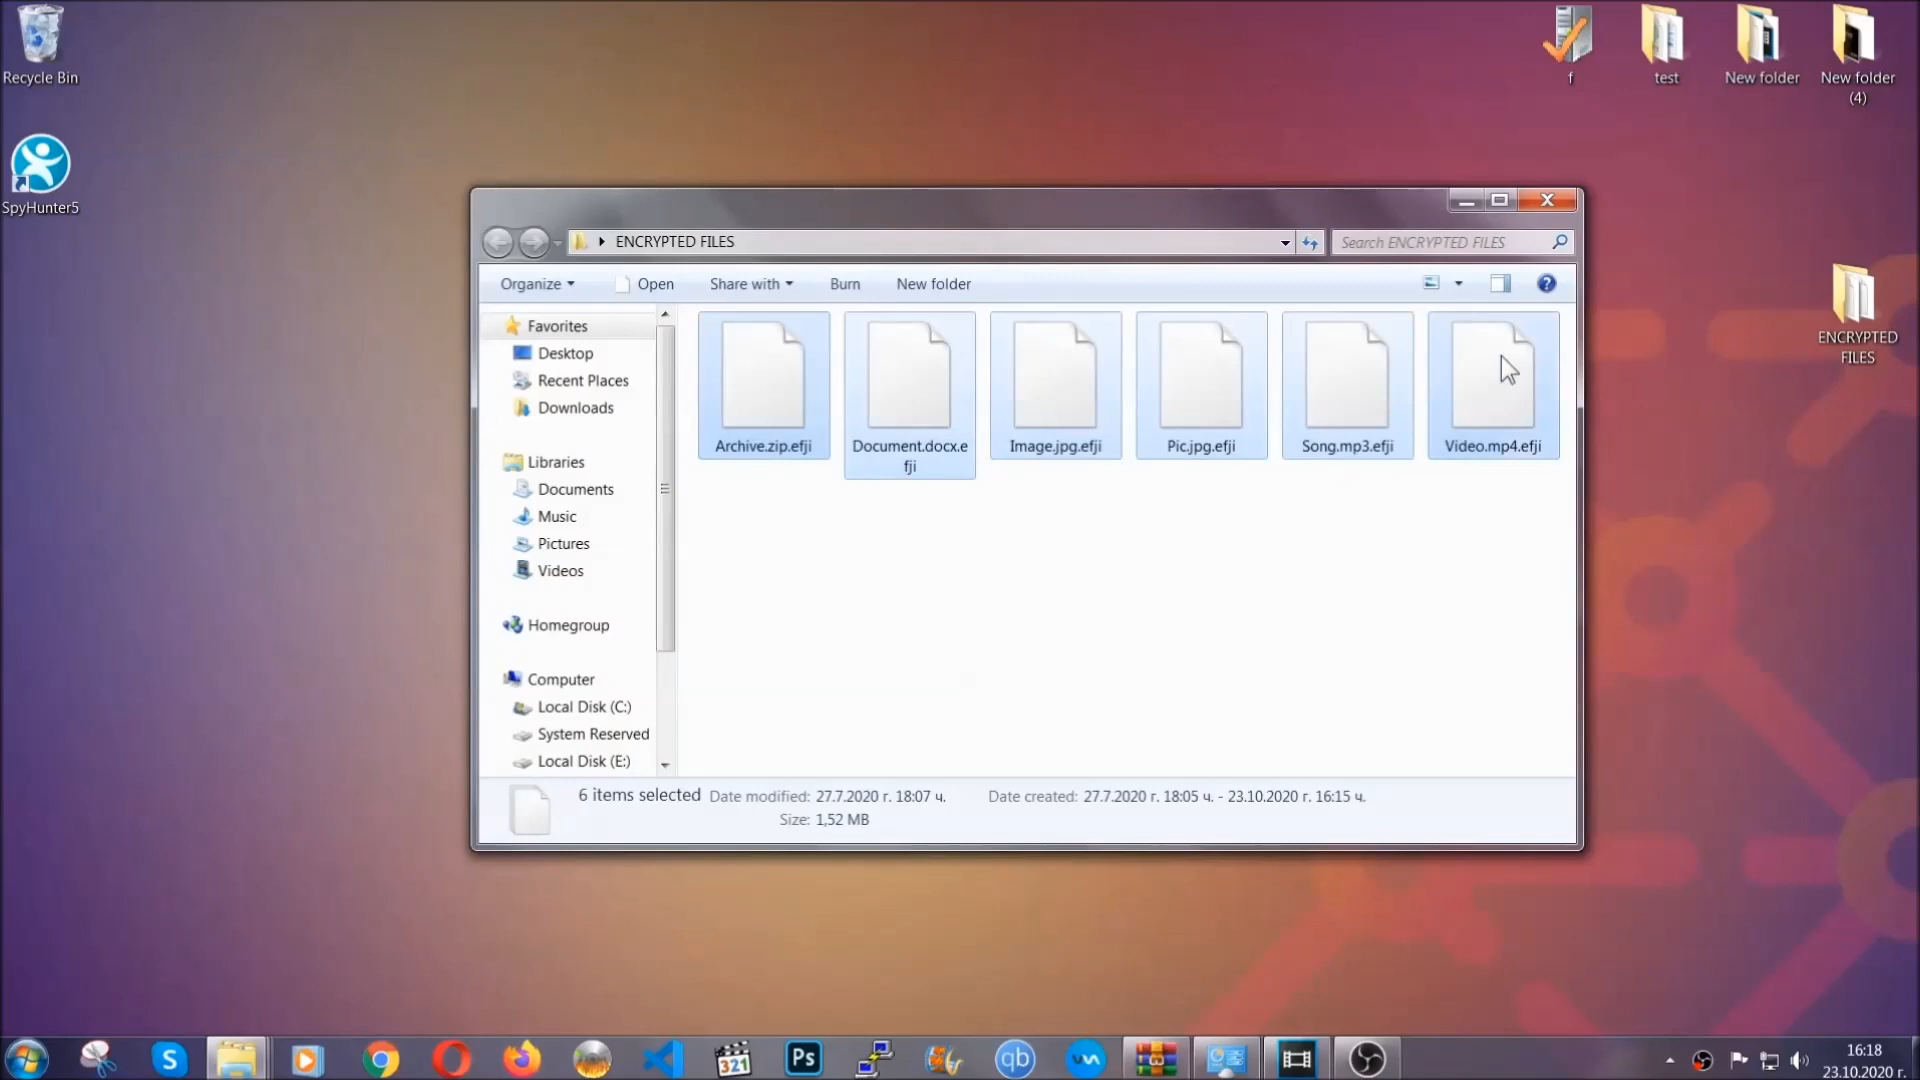 Recycle Bin
SpyHunter5
f
test
New folder
New folder
(4)
ENCRYPTED
FILES
ENCRYPTED FILES
Search ENCRYPTED FILES
Organize
Open
Share with
Burn
New folder
Favorites
Desktop
Recent Places
Downloads
Libraries
Documents
Music
Pictures
Videos
Homegroup
Computer
Local Disk (C:)
System Reserved
Local Disk (E:)
Archive.zip.efji
Document.docx.e
fji
Image.jpg.efji
Pic.jpg.efji
Song.mp3.efji
Video.mp4.efji
6 items selected Date modified: 27.7.2020 г. 18:07 ч. Date created: 27.7.2020 г. 18:05 ч. - 23.10.2020 г. 16:15 ч.
Size: 1,52 MB
S
321
Ps
qb
16:18
23.10.2020 г.